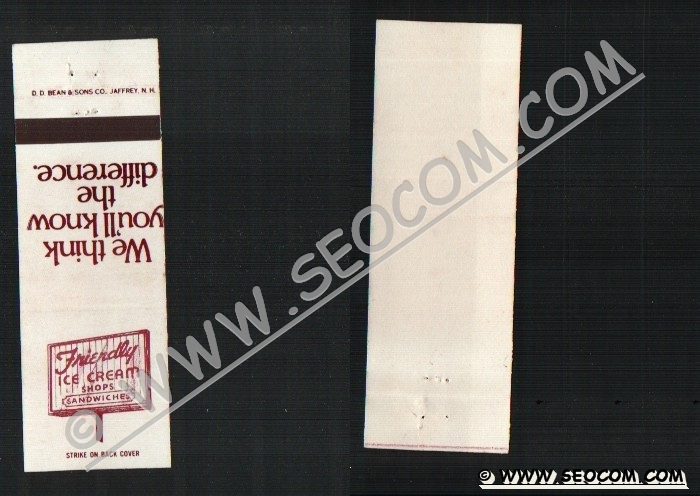 D. D. BEAN & SONS CO., JAFFREY, N. H.
We think
you'll know
the
difference.
Friendly
ICE CREAM
SHOPS
SANDWICHES
STRIKE ON BACK COVER
© WWW.SEOCOM.COM
© WWW.SEOCOM.COM